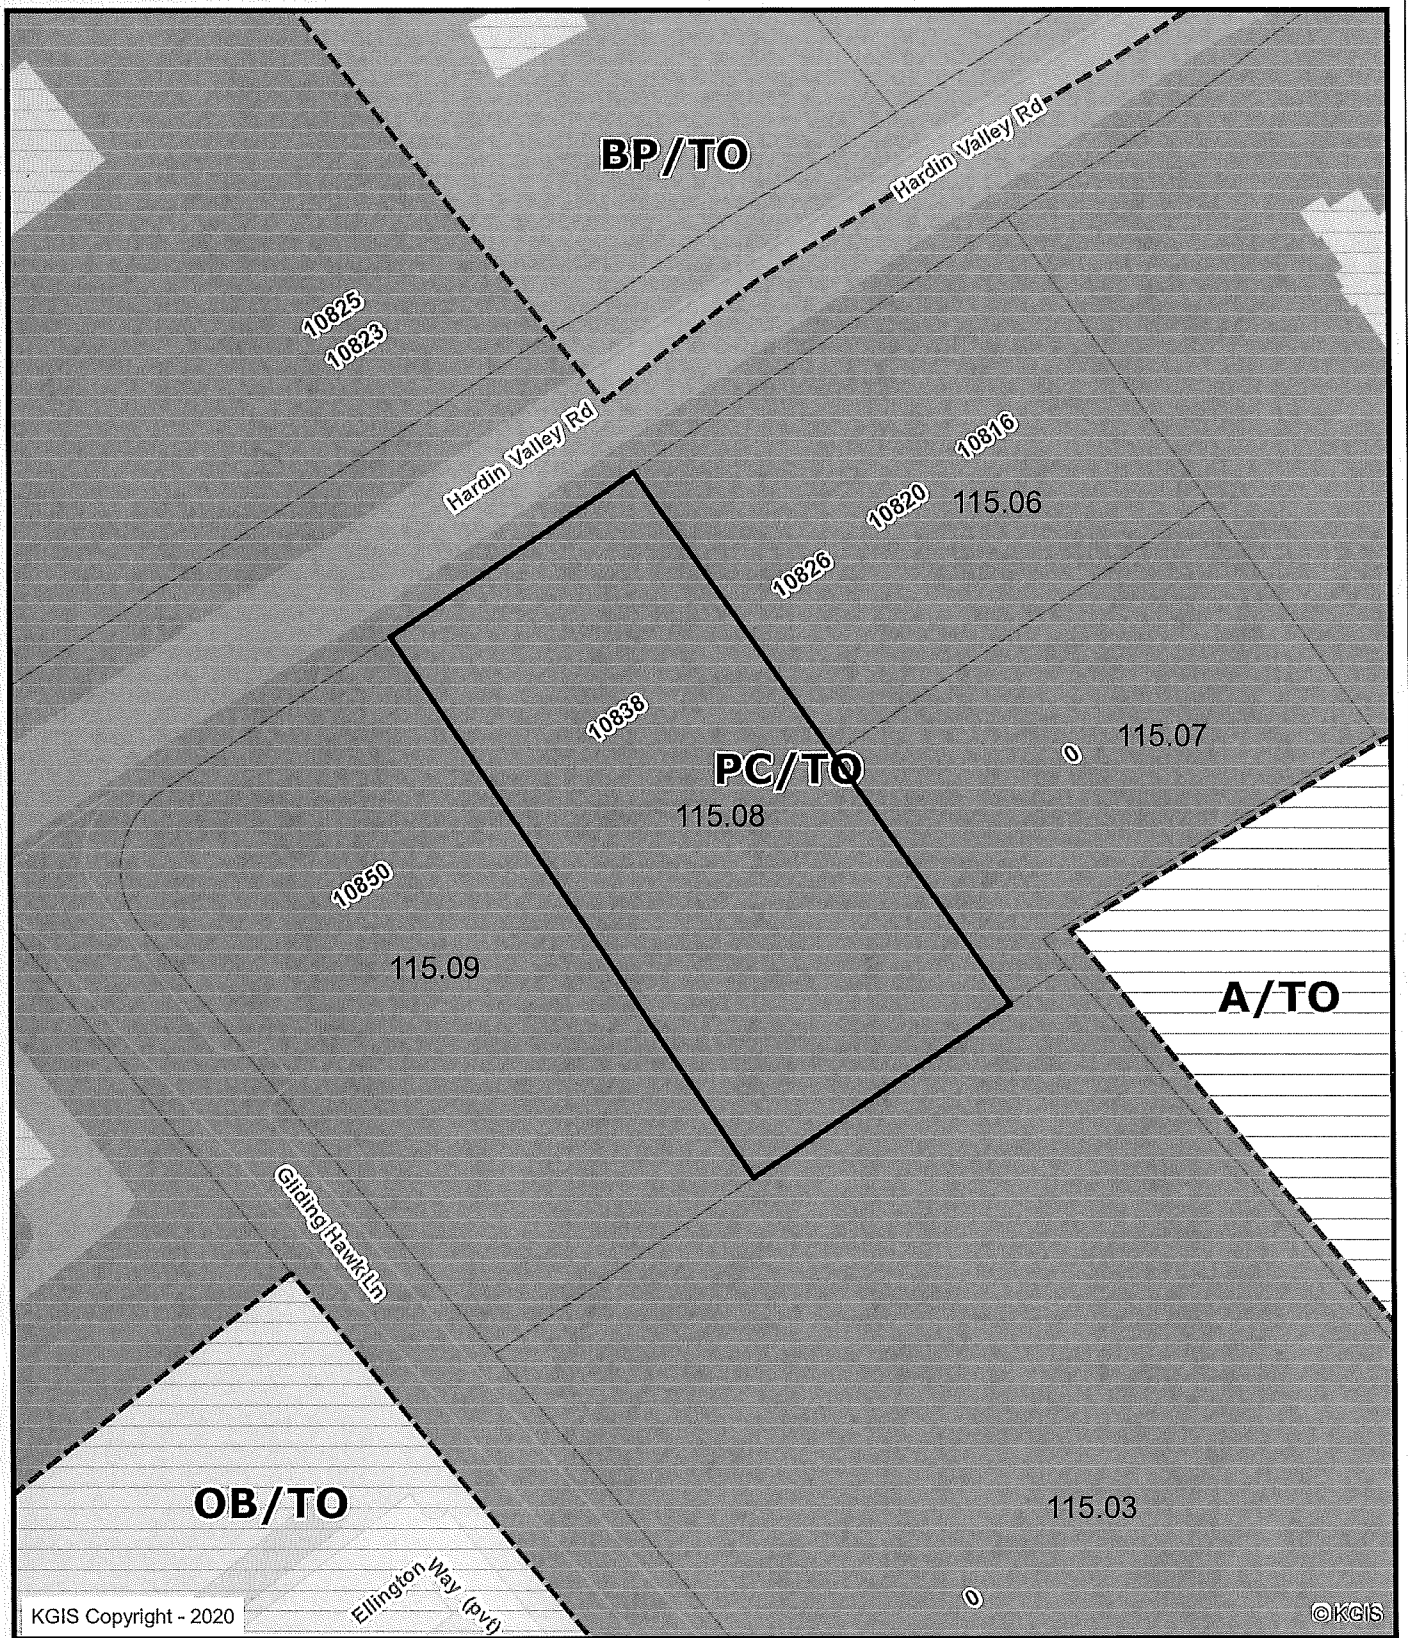 BP/TO
Hardin Valley Rd
10825
10823
Hardin Valley Rd
10816
10820
115.06
10826
10838
PC/TO
115.08
0
115.07
10850
115.09
A/TO
Gliding Hawk Ln
OB/TO
115.03
Ellington Way (pvt)
0
KGIS Copyright - 2020
©KGIS